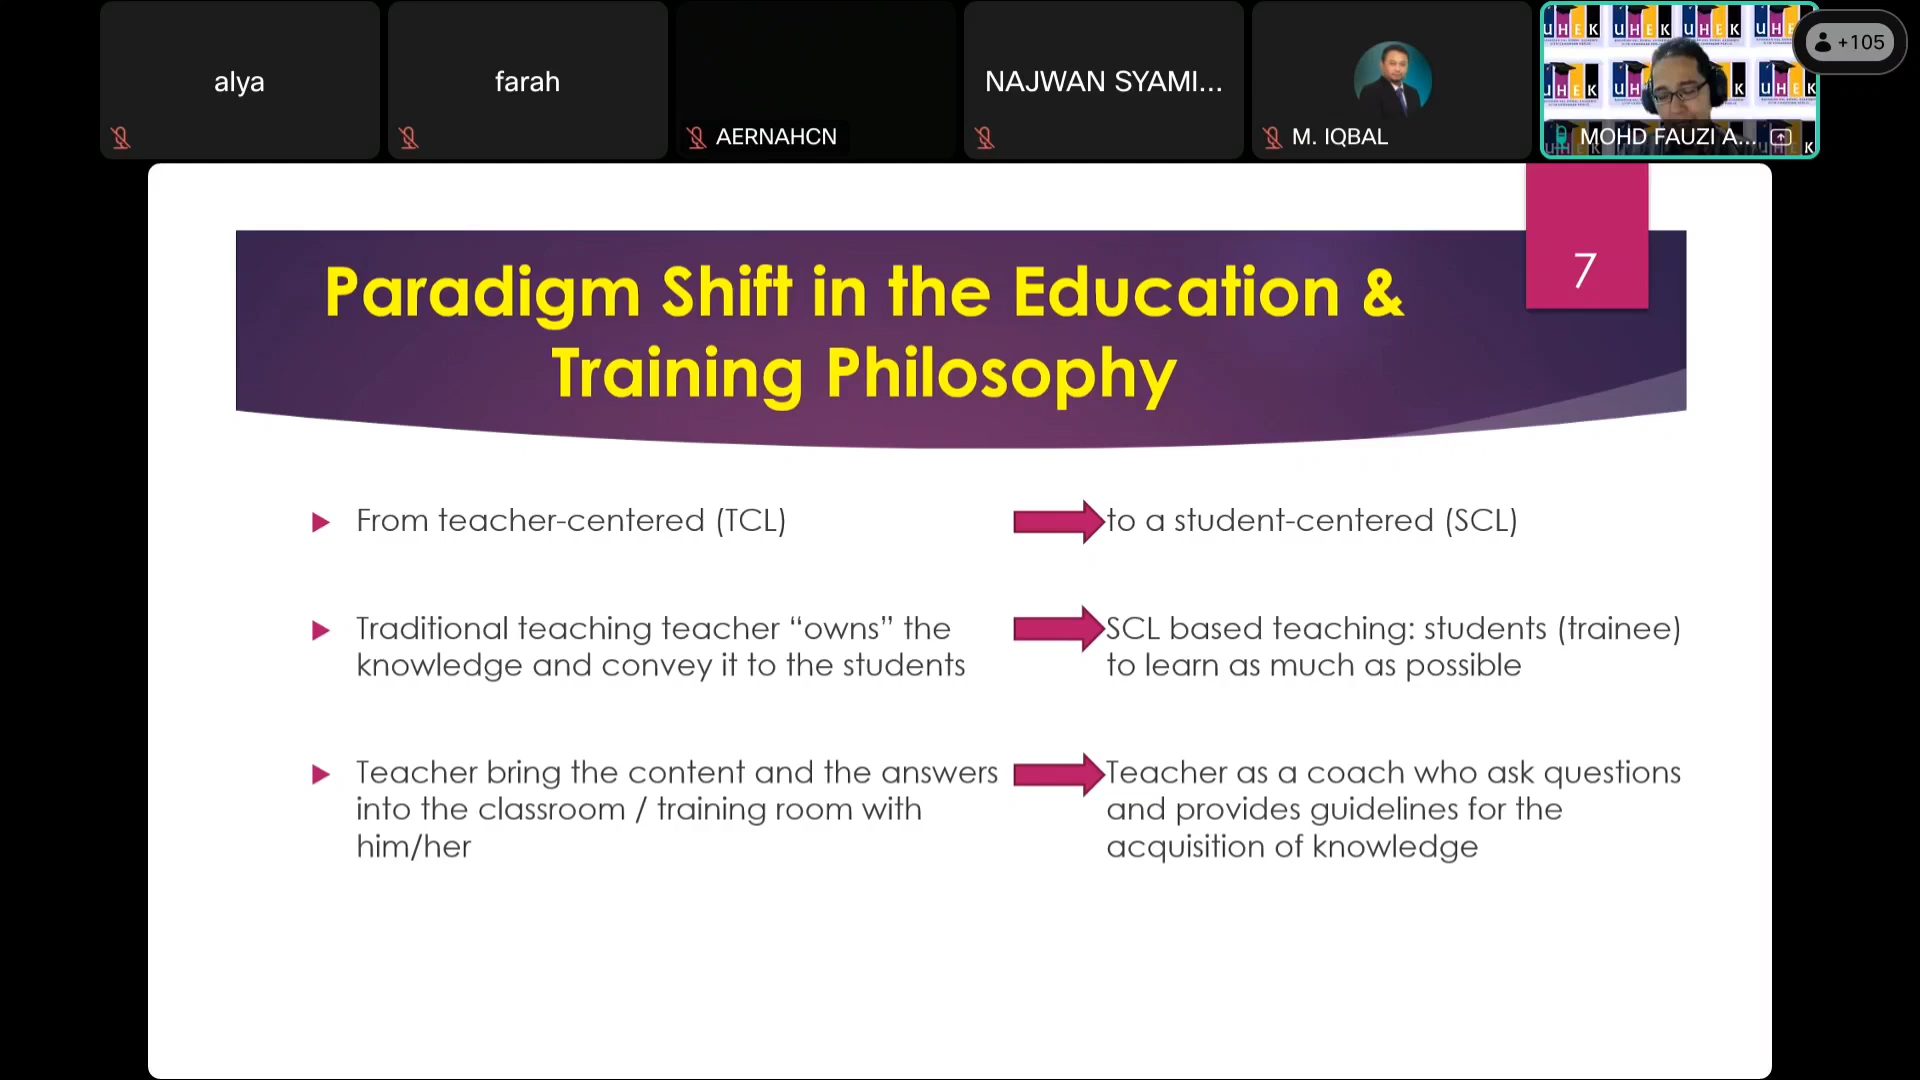 alya
farah
AERNAHCN
NAJWAN SYAMI...
M. IQBAL
MOHD FAUZI A...
+105
UHEK UHEK UHEK
7
Paradigm Shift in the Education &
Training Philosophy
From teacher-centered (TCL)
to a student-centered (SCL)
Traditional teaching teacher “owns” the
knowledge and convey it to the students
SCL based teaching: students (trainee)
to learn as much as possible
Teacher bring the content and the answers
into the classroom / training room with
him/her
Teacher as a coach who ask questions
and provides guidelines for the
acquisition of knowledge